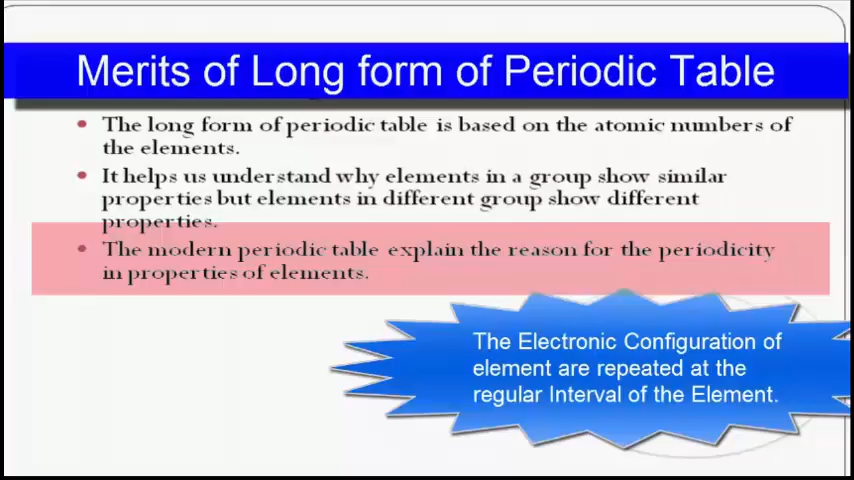 Merits of Long form of Periodic Table
• The long form of periodic table is based on the atomic numbers of
the elements.
• It helps us understand why elements in a group show similar
properties but elements in different group show different
properties.
• The modern periodic table explain the reason for the periodicity
in properties of elements.
The Electronic Configuration of
element are repeated at the
regular Interval of the Element.